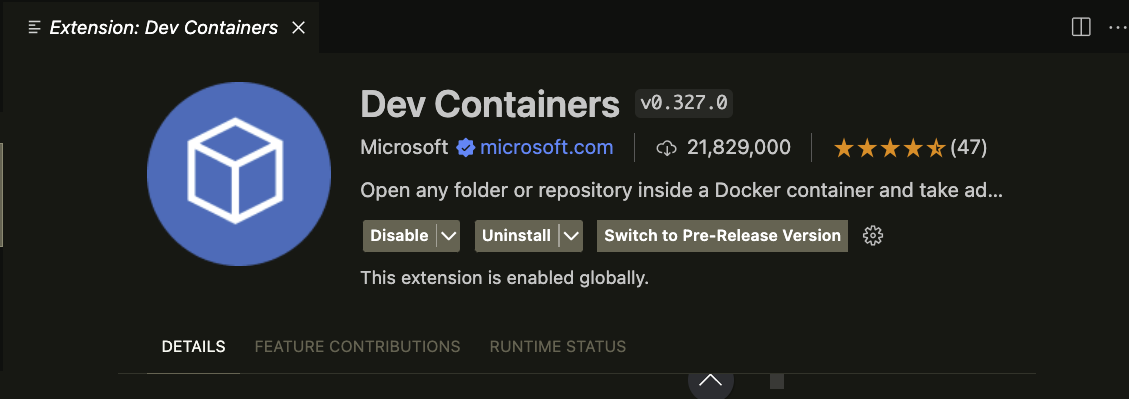 Extension: Dev Containers
Dev Containers v0.327.0
Microsoft microsoft.com 21,829,000 (47)
Open any folder or repository inside a Docker container and take ad...
Disable Uninstall Switch to Pre-Release Version
This extension is enabled globally.
DETAILS FEATURE CONTRIBUTIONS RUNTIME STATUS